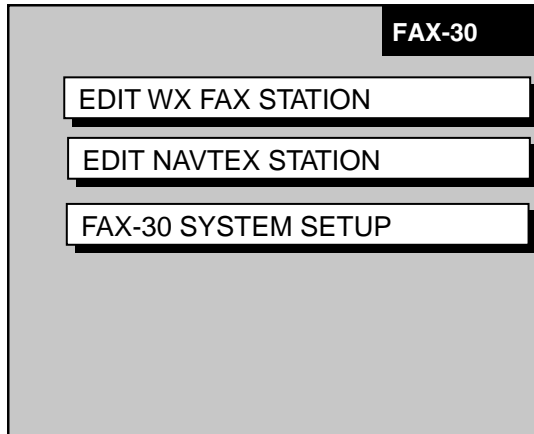 FAX-30
EDIT WX FAX STATION
EDIT NAVTEX STATION
FAX-30 SYSTEM SETUP